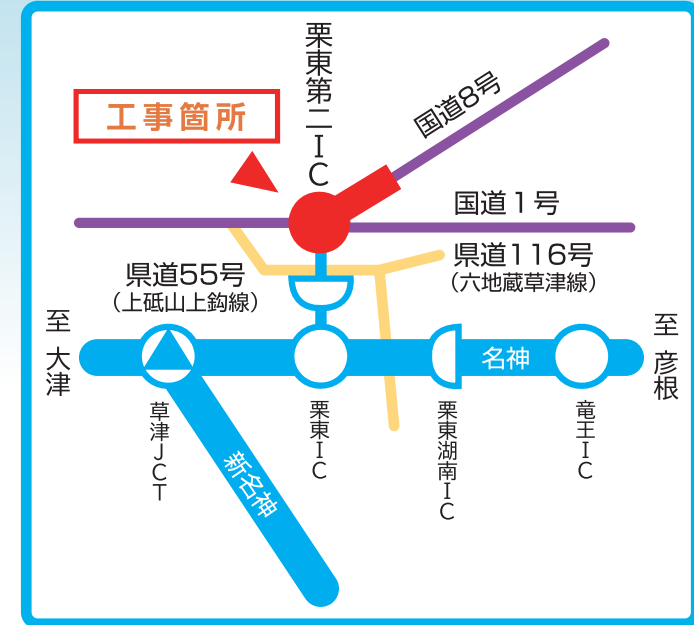 栗東第二IC
工事箇所
国道8号
国道1号
県道116号
（六地蔵草津線）
県道55号
（上砥山上鈎線）
至 大津
至 彦根
名神
草津JCT
栗東IC
栗東湖南IC
竜王IC
新名神